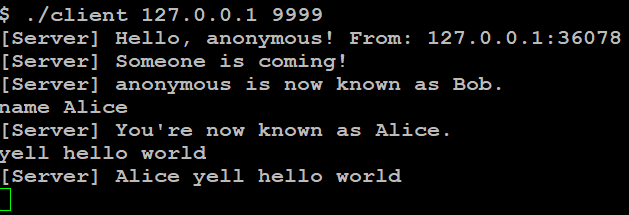 $ ./client 127.0.0.1 9999
[Server] Hello, anonymous! From: 127.0.0.1:36078
[Server] Someone is coming!
[Server] anonymous is now known as Bob.
name Alice
[Server] You're now known as Alice.
yell hello world
[Server] Alice yell hello world